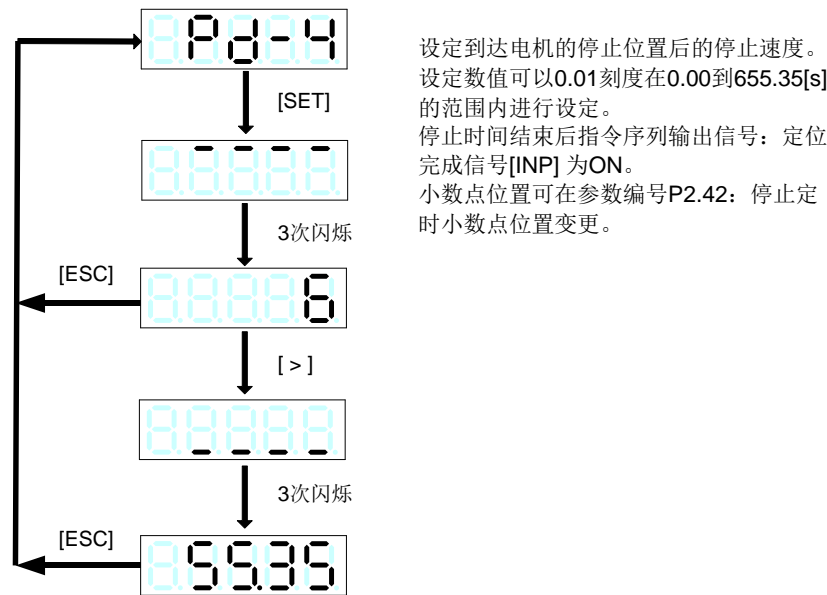 Pd-4
[SET]
3次闪烁
[ESC]
6
[ > ]
3次闪烁
[ESC]
55.35
设定到达电机的停止位置后的停止速度。
设定数值可以0.01刻度在0.00到655.35[s]
的范围内进行设定。
停止时间结束后指令序列输出信号：定位
完成信号[INP] 为ON。
小数点位置可在参数编号P2.42：停止定
时小数点位置变更。